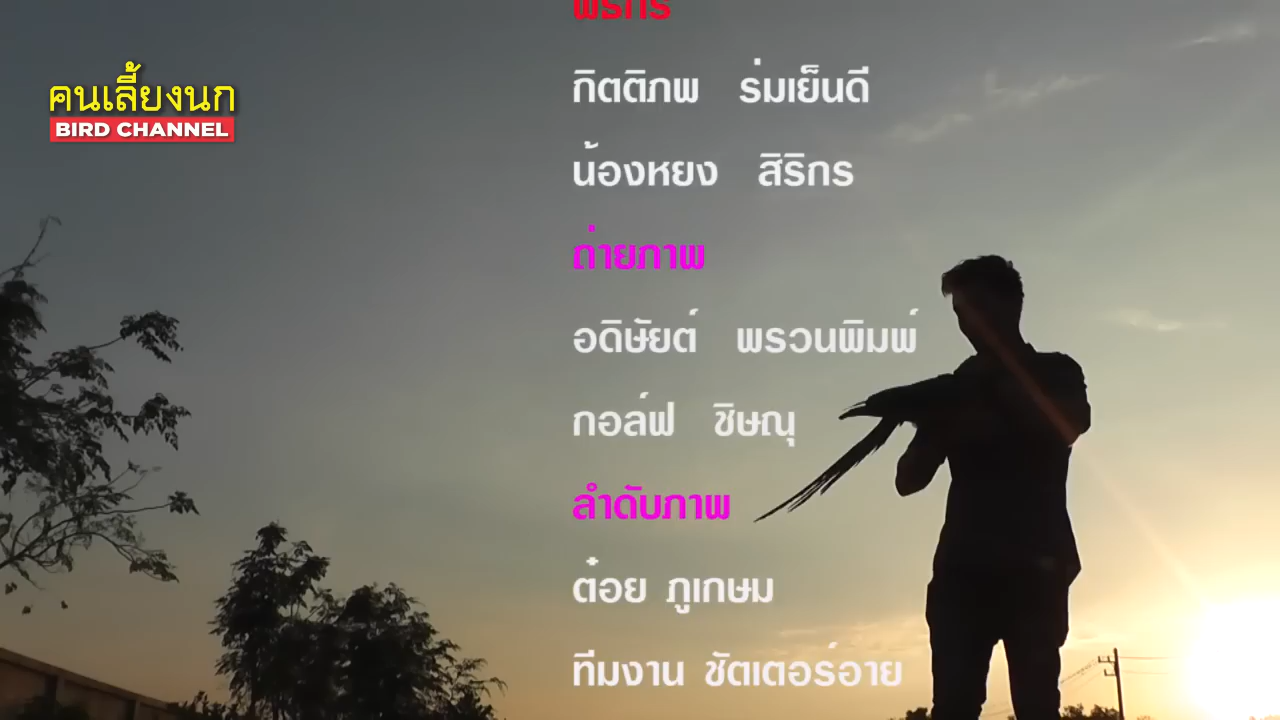 คนเลี้ยงนก
BIRD CHANNEL
พิธีกร
กิตติภพ ร่มเย็นดี
น้องหยง สิริกร
ถ่ายภาพ
อดิษัยต์ พรวนพิมพ์
กอล์ฟ ชิษณุ
ลำดับภาพ
ต๋อย ภูเกษม
ทีมงาน ชัตเตอร์อาย